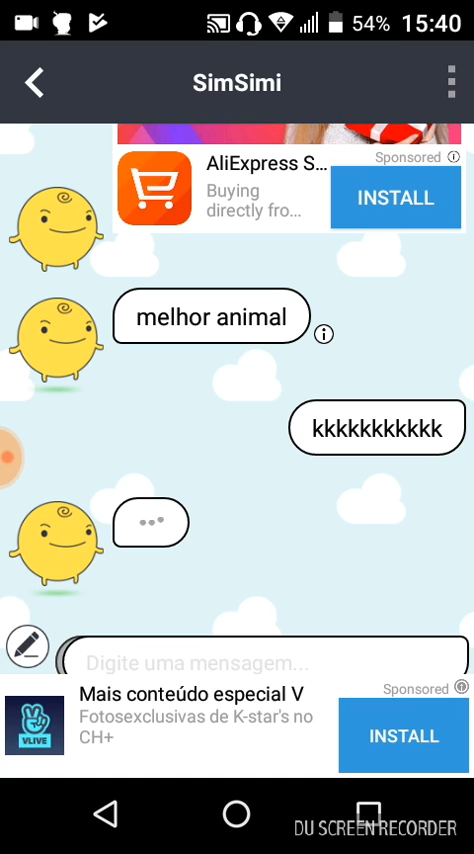 54% 15:40
SimSimi
Sponsored
AliExpress S...
Buying
directly fro...
INSTALL
melhor animal
kkkkkkkkkkk
Digite uma mensagem...
Sponsored
Mais conteúdo especial V
Fotosexclusivas de K-star's no
CH+
VLIVE
INSTALL
DU SCREEN RECORDER